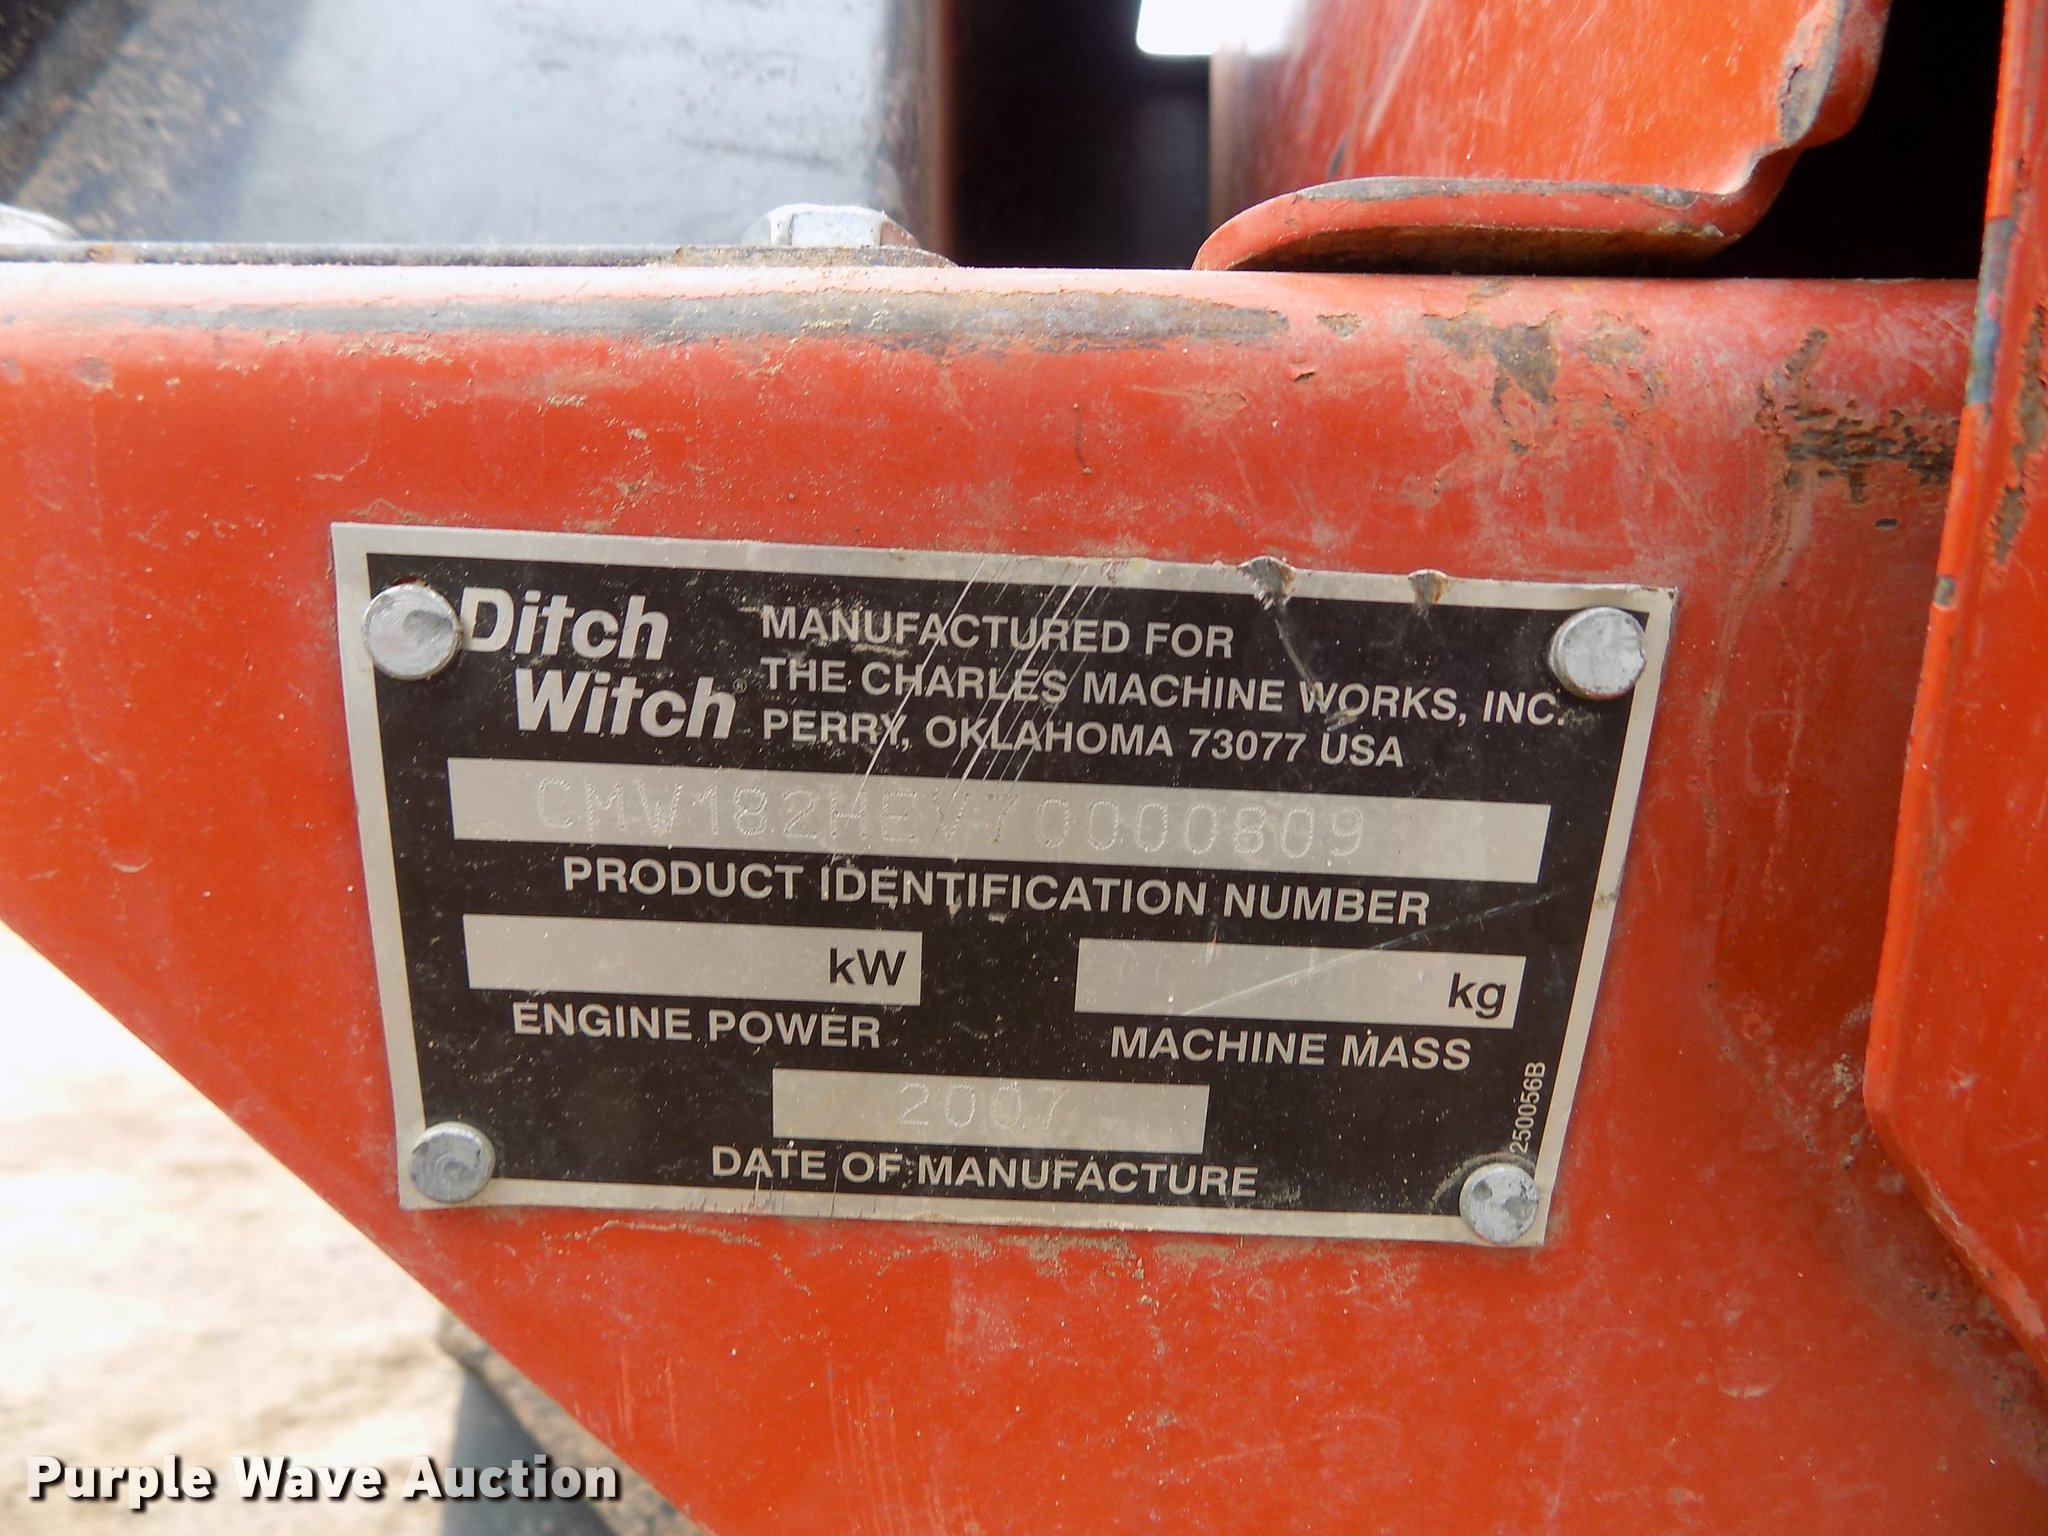 Ditch
Witch®
MANUFACTURED FOR
THE CHARLES MACHINE WORKS, INC.
PERRY, OKLAHOMA 73077 USA
CMW182HEV70000809
PRODUCT IDENTIFICATION NUMBER
kW
ENGINE POWER
kg
MACHINE MASS
2007
DATE OF MANUFACTURE
250056B
Purple Wave Auction